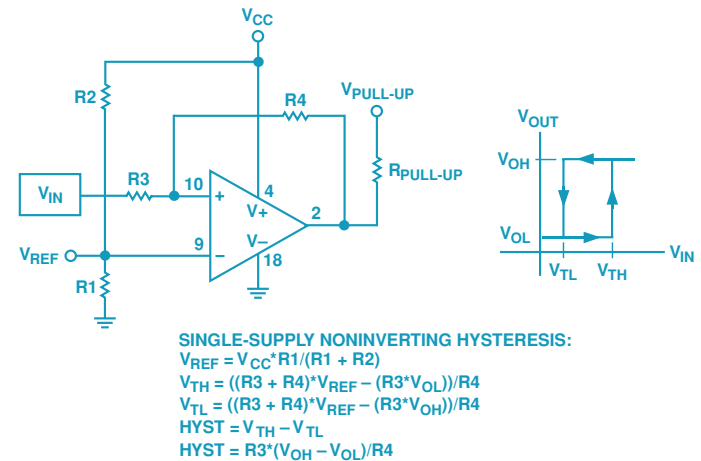 VCC
R2
R4
VPULL-UP
VOUT
R3
10
+
4
V+
2
RPULL-UP
VOH
VIN
VREF
9
–
V–
18
VOL
VIN
R1
VTL VTH
SINGLE-SUPPLY NONINVERTING HYSTERESIS:
VREF = VCC*R1/(R1 + R2)
VTH = ((R3 + R4)*VREF – (R3*VOL))/R4
VTL = ((R3 + R4)*VREF – (R3*VOH))/R4
HYST = VTH – VTL
HYST = R3*(VOH – VOL)/R4